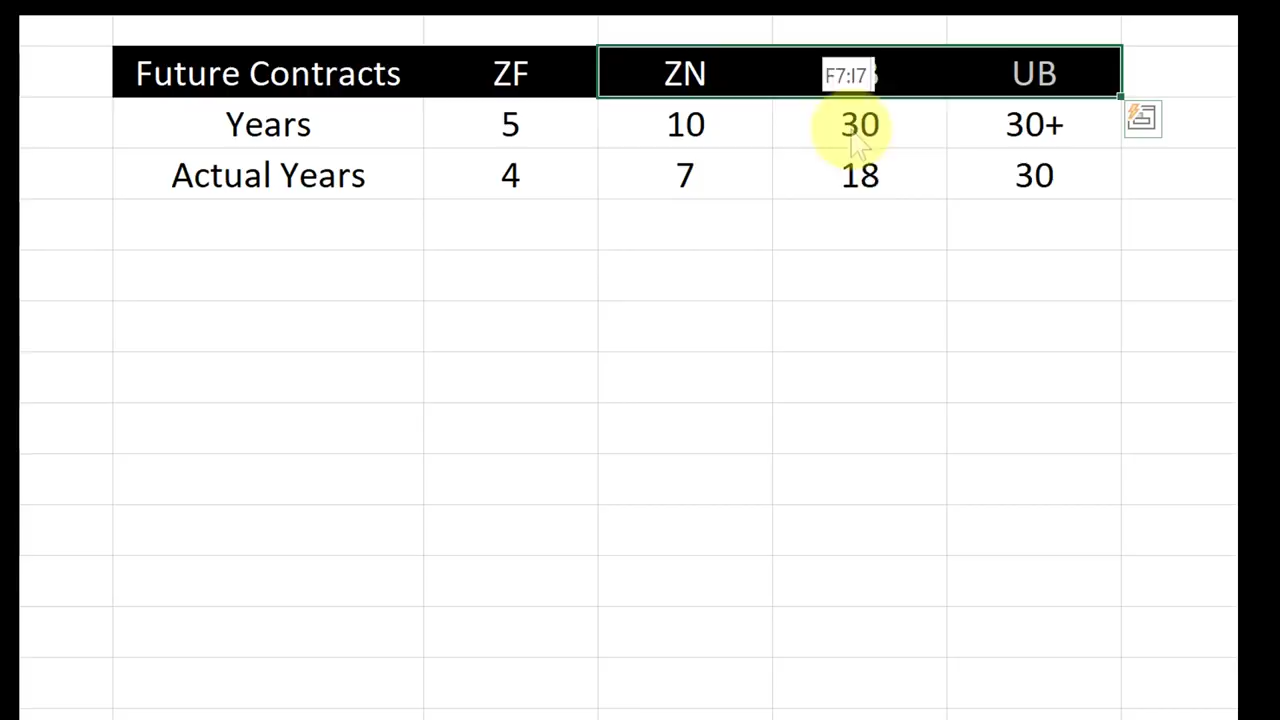 Future Contracts ZF ZN F7:I7 UB
Years 5 10 30 30+
Actual Years 4 7 18 30